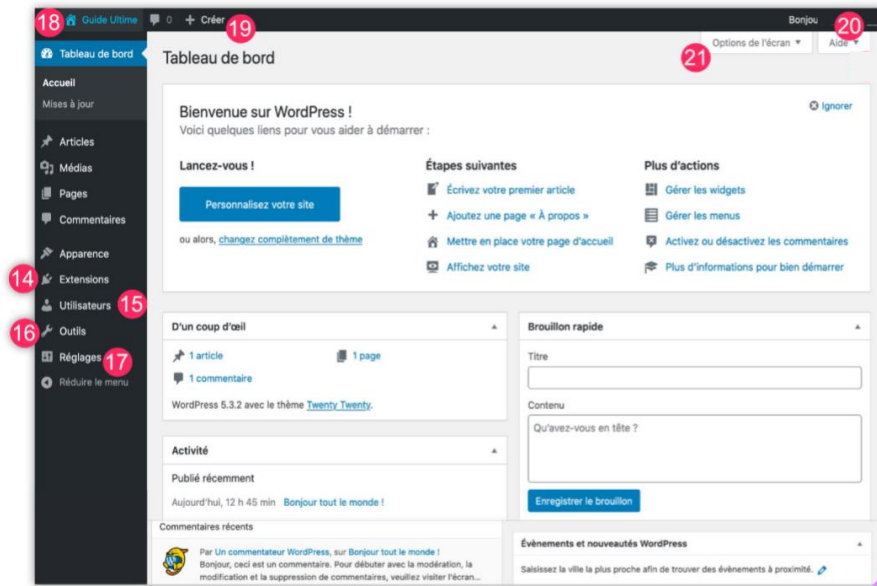 18 Guide Ultime 0 + Créer 19 Bonjou 20
Tableau de bord
Options de l'écran ▼ 21 Aide ▼
Tableau de bord
Accueil
Mises à jour
Articles
Médias
Pages
Commentaires
Apparence
14 Extensions
Utilisateurs 15
16 Outils
Réglages 17
Réduire le menu
Bienvenue sur WordPress !
Ignorer
Voici quelques liens pour vous aider à démarrer :
Lancez-vous !
Personnalisez votre site
ou alors, changez complètement de thème
Étapes suivantes
Écrivez votre premier article
Ajoutez une page « À propos »
Mettre en place votre page d'accueil
Affichez votre site
Plus d'actions
Gérer les widgets
Gérer les menus
Activez ou désactivez les commentaires
Plus d'informations pour bien démarrer
D'un coup d'œil
1 article
1 page
1 commentaire
WordPress 5.3.2 avec le thème Twenty Twenty.
Activité
Publié récemment
Aujourd'hui, 12 h 45 min Bonjour tout le monde !
Commentaires récents
Par Un commentateur WordPress, sur Bonjour tout le monde !
Bonjour, ceci est un commentaire. Pour débuter avec la modération, la
modification et la suppression de commentaires, veuillez visiter l'écran...
Brouillon rapide
Titre
Contenu
Qu'avez-vous en tête ?
Enregistrer le brouillon
Évènements et nouveautés WordPress
Saisissez la ville la plus proche afin de trouver des évènements à proximité.